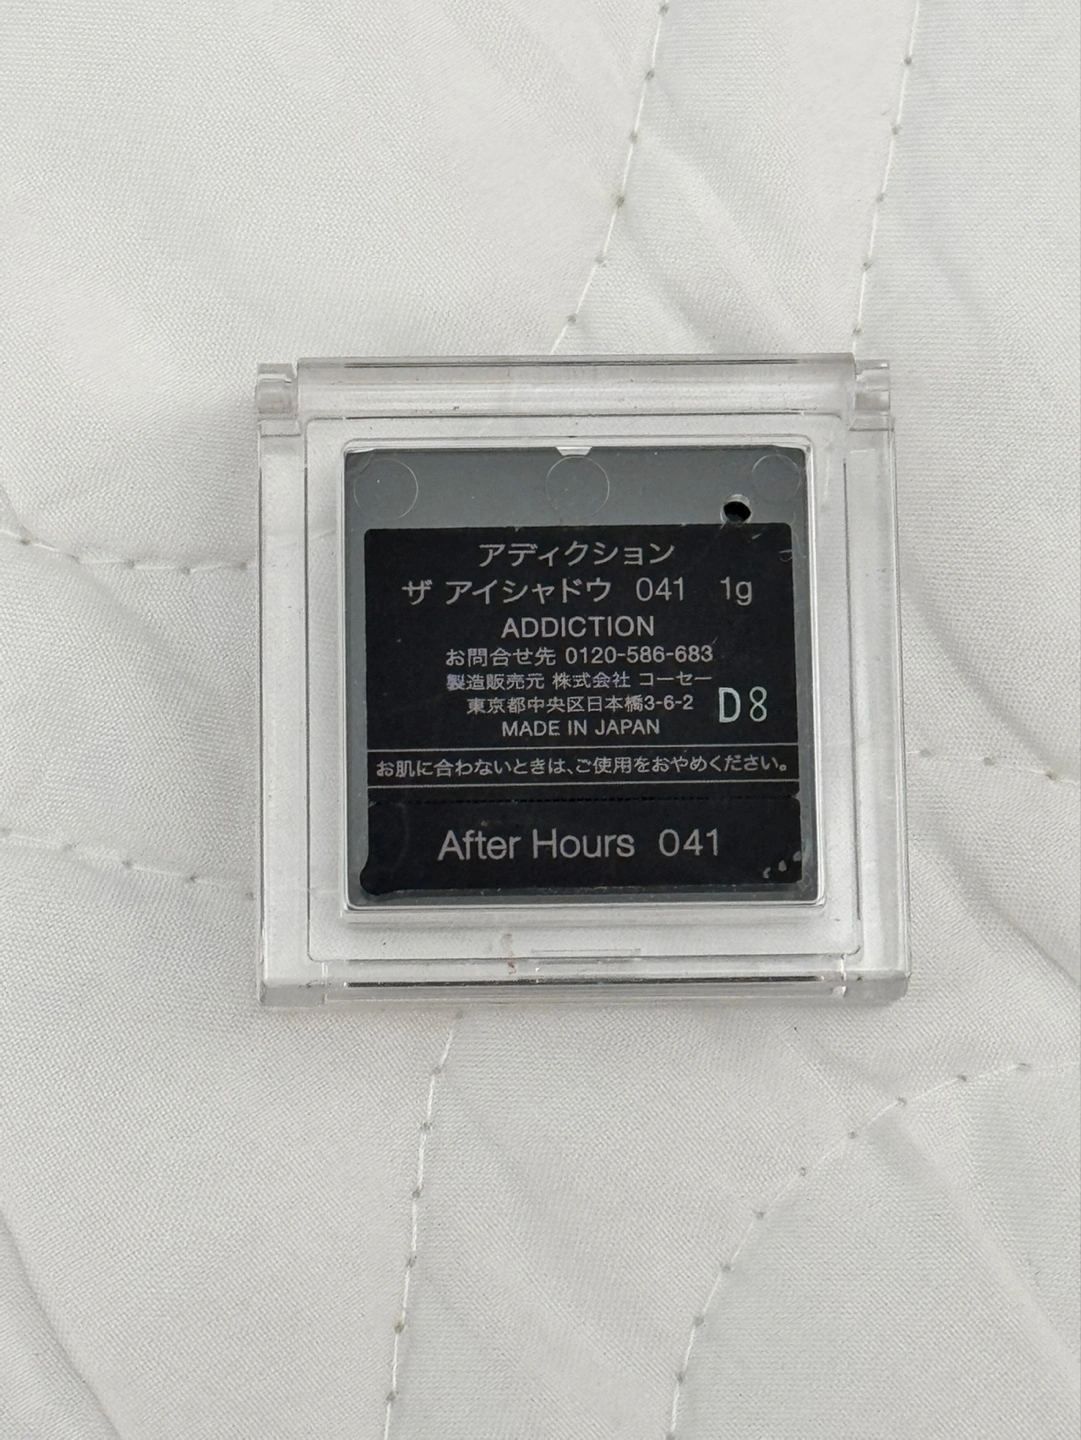 アディクション
ザ アイシャドウ 041 1g
ADDICTION
お問合せ先 0120-586-683
製造販売元 株式会社 コーセー
東京都中央区日本橋3-6-2
D8
MADE IN JAPAN
お肌に合わないときは、ご使用をおやめください。
After Hours 041